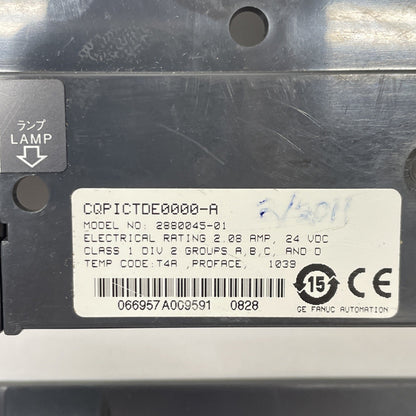 ランプ
LAMP
CQPICTDE0000-A
2/2011
MODEL NO: 2880045-01
ELECTRICAL RATING 2.08 AMP, 24 VDC
CLASS 1 DIV 2 GROUPS A,B,C, AND D
TEMP CODE:T4A ,PROFACE, 1039
15
CE
066957A009591 0828
GE FANUC AUTOMATION